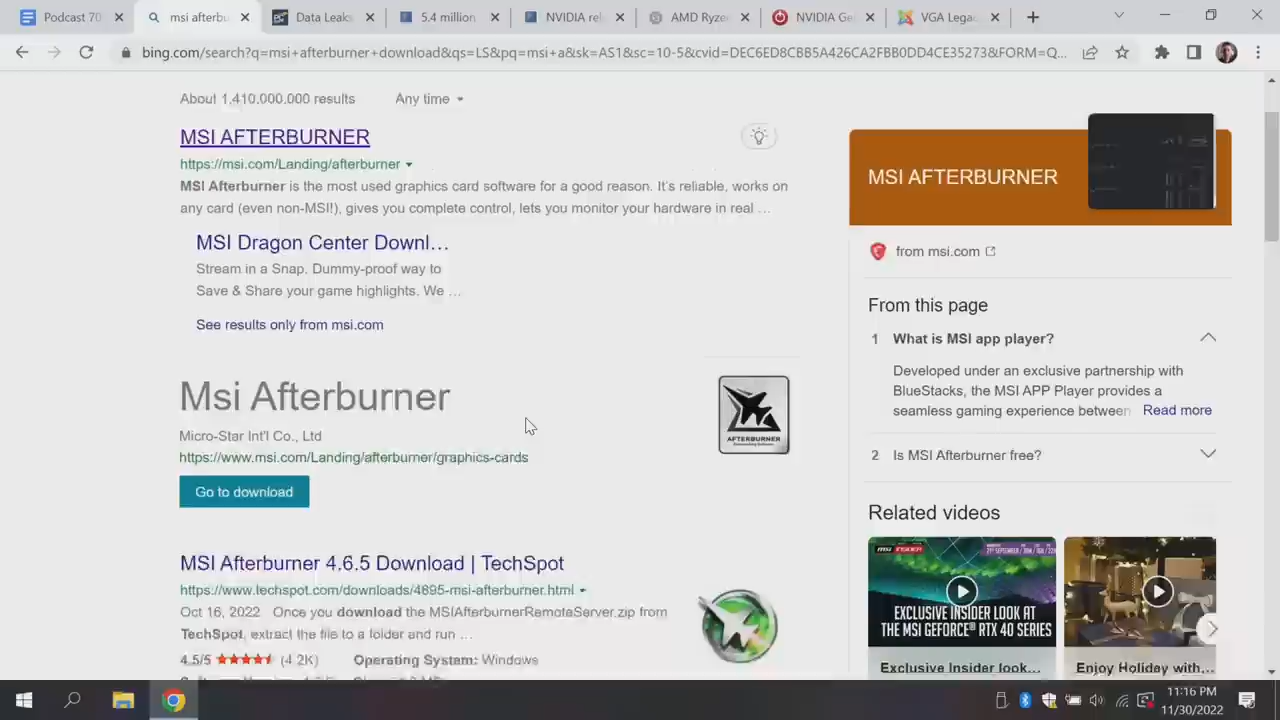 Podcast 70
msi afterbu
Data Leaks
5.4 million
NVIDIA rel
AMD Ryze
NVIDIA Ge
VGA Legac
bing.com/search?q=msi+afterburner+download&qs=LS&pq=msi+a&sk=AS1&sc=10-5&cvid=DEC6ED8CBB5A426CA2FBB0DD4CE35273&FORM=Q...
About 1,410,000,000 results
Any time
MSI AFTERBURNER
https://msi.com/Landing/afterburner
MSI Afterburner is the most used graphics card software for a good reason. It's reliable, works on
any card (even non-MSI!), gives you complete control, lets you monitor your hardware in real ...
MSI Dragon Center Downl...
Stream in a Snap. Dummy-proof way to
Save & Share your game highlights. We ...
See results only from msi.com
Msi Afterburner
Micro-Star Int'l Co., Ltd
https://www.msi.com/Landing/afterburner/graphics-cards
Go to download
AFTERBURNER
MSI Afterburner 4.6.5 Download | TechSpot
https://www.techspot.com/downloads/4695-msi-afterburner.html
Oct 16, 2022 Once you download the MSIAfterburnerRemoteServer.zip from
TechSpot, extract the file to a folder and run ...
4.5/5
(4.2K)
Operating System: Windows
MSI AFTERBURNER
from msi.com
From this page
1 What is MSI app player?
Developed under an exclusive partnership with
BlueStacks, the MSI APP Player provides a
seamless gaming experience between Read more
2 Is MSI Afterburner free?
Related videos
msi INSIDER
EXCLUSIVE INSIDER LOOK AT
THE MSI GEFORCE® RTX 40 SERIES
Exclusive Insider look...
Enjoy Holiday with...
11:16 PM
11/30/2022